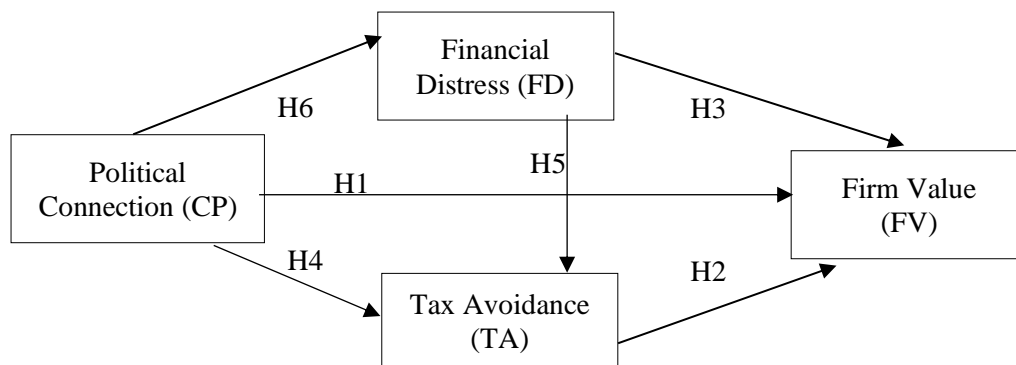 Financial
Distress (FD)
H6
H3
Political
Connection (CP)
H5
H1
Firm Value
(FV)
H4
H2
Tax Avoidance
(TA)